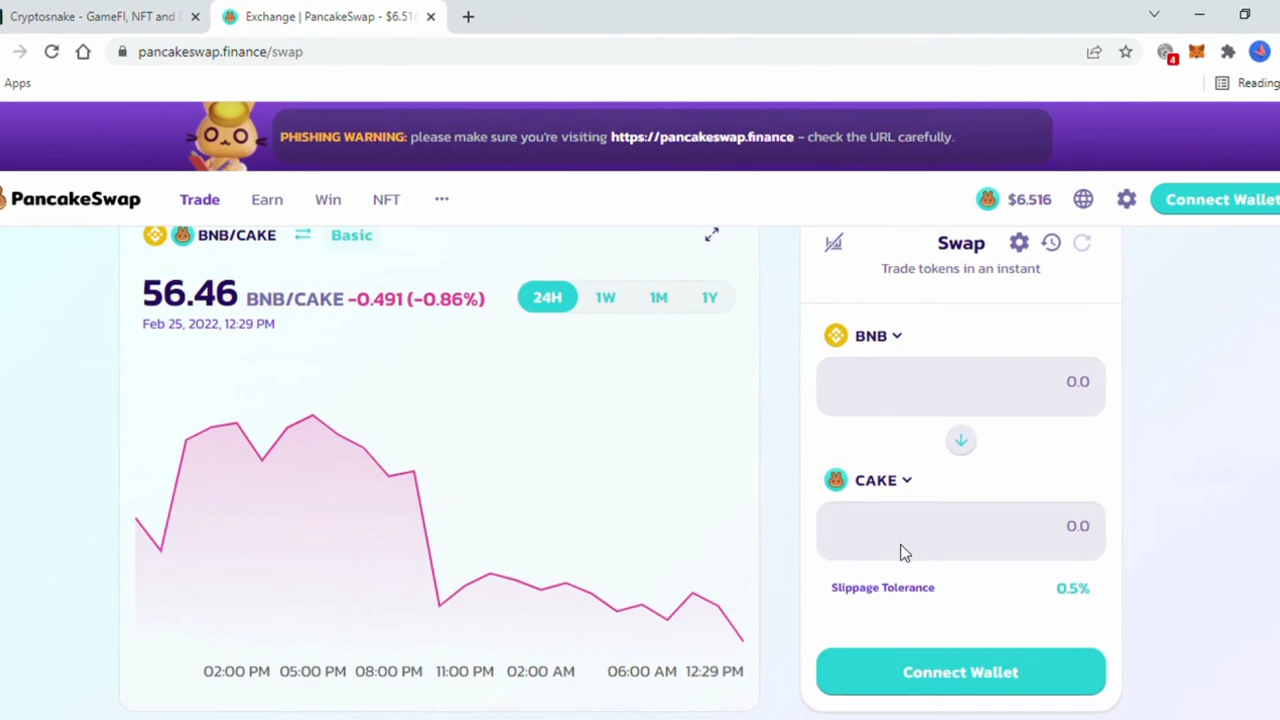 Cryptosnake - GameFI, NFT and
Exchange | PancakeSwap - $6.516
pancakeswap.finance/swap
4
Apps
Reading
PHISHING WARNING: please make sure you're visiting https://pancakeswap.finance - check the URL carefully.
PancakeSwap
Trade
Earn
Win
NFT
$6.516
Connect Wallet
BNB/CAKE
Basic
56.46 BNB/CAKE -0.491 (-0.86%)
Feb 25, 2022, 12:29 PM
24H
1W
1M
1Y
02:00 PM 05:00 PM 08:00 PM 11:00 PM 02:00 AM 06:00 AM 12:29 PM
Swap
Trade tokens in an instant
BNB
0.0
CAKE
0.0
Slippage Tolerance 0.5%
Connect Wallet